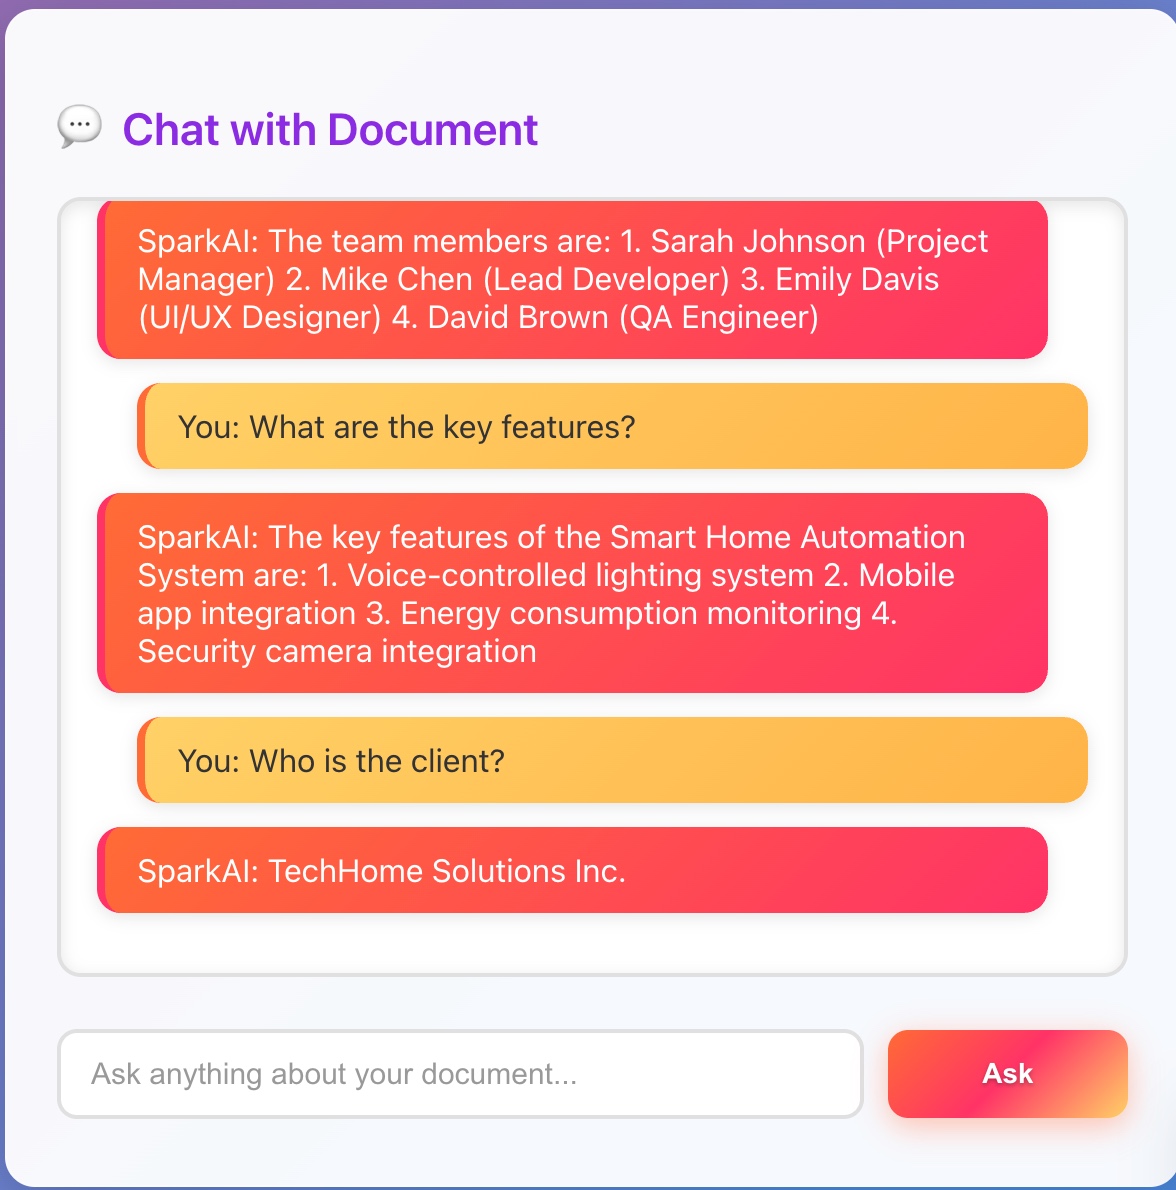 Chat with Document
SparkAI: The team members are: 1. Sarah Johnson (Project
Manager) 2. Mike Chen (Lead Developer) 3. Emily Davis
(UI/UX Designer) 4. David Brown (QA Engineer)
You: What are the key features?
SparkAI: The key features of the Smart Home Automation
System are: 1. Voice-controlled lighting system 2. Mobile
app integration 3. Energy consumption monitoring 4.
Security camera integration
You: Who is the client?
SparkAI: TechHome Solutions Inc.
Ask anything about your document...
Ask